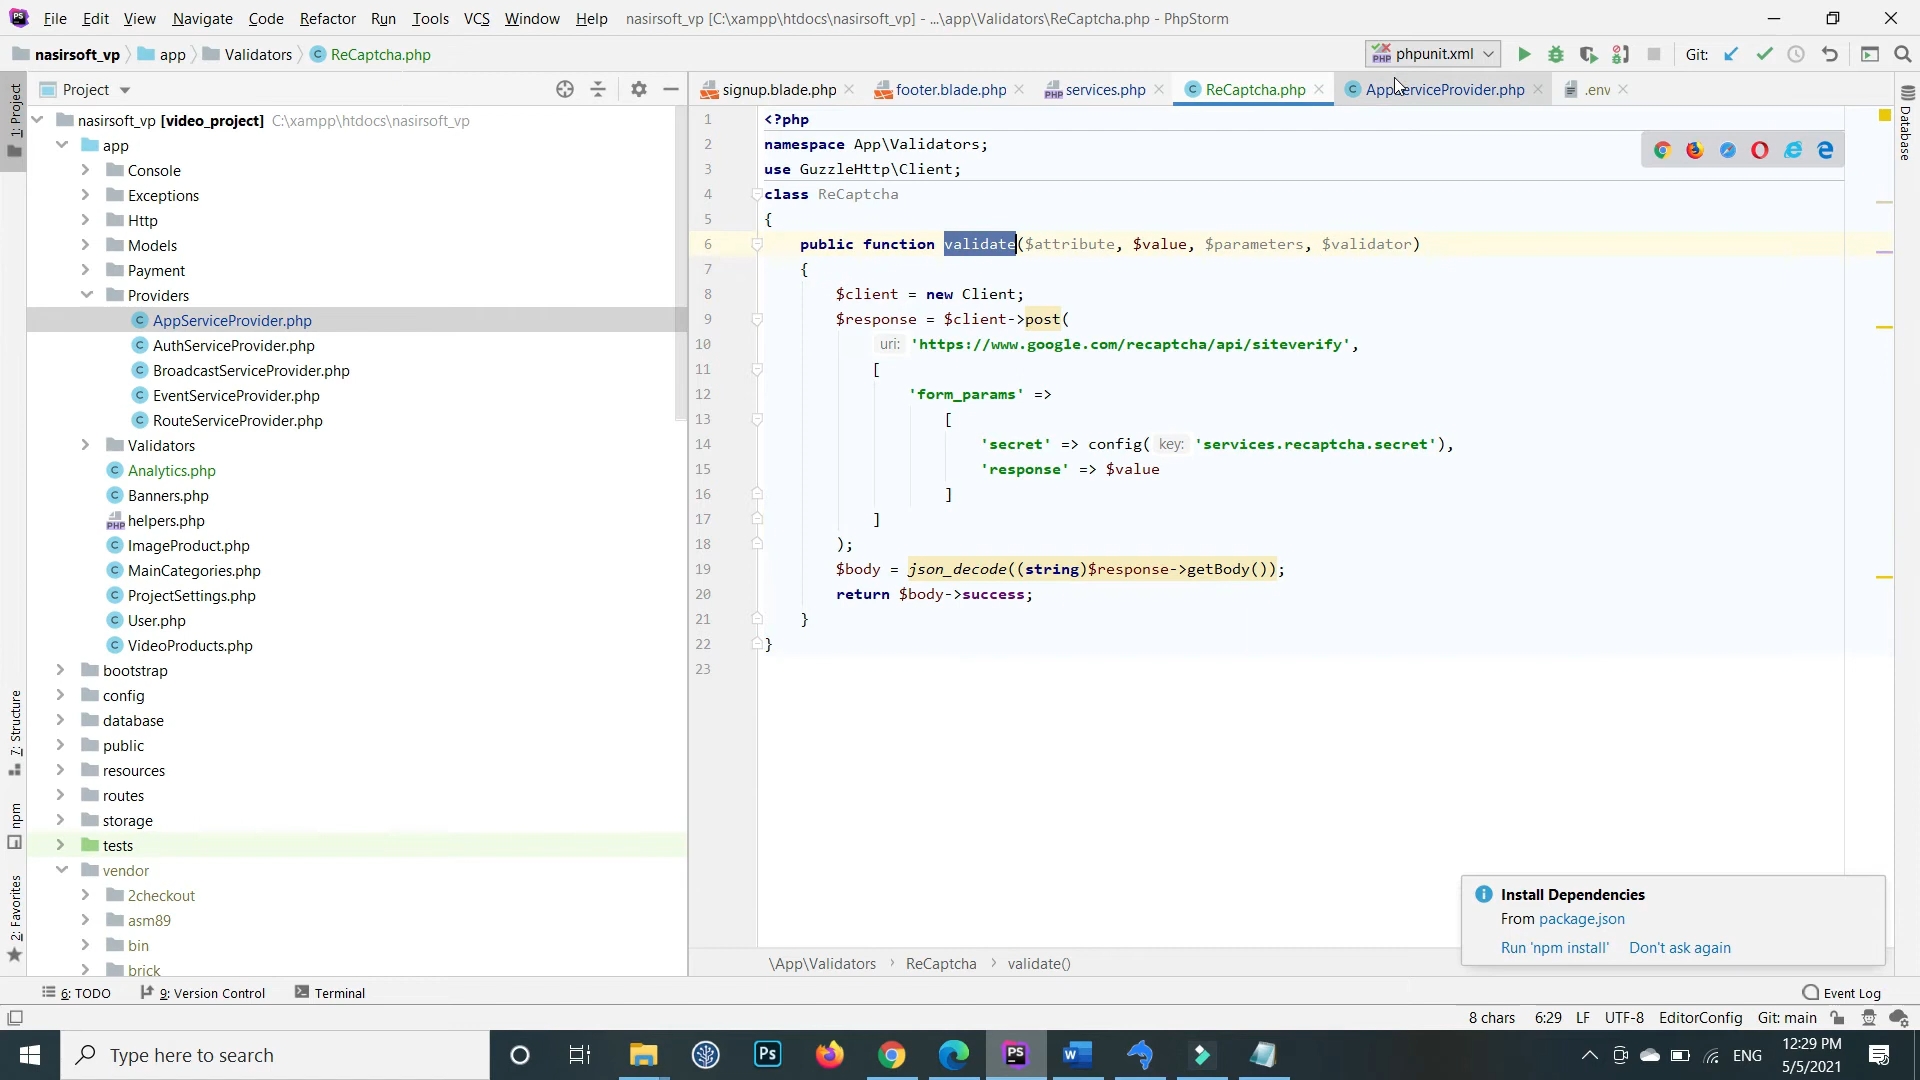 File Edit View Navigate Code Refactor Run Tools VCS Window Help nasirsoft_vp [C:\xampp\htdocs\nasirsoft_vp] - ...\app\Validators\ReCaptcha.php - PhpStorm
nasirsoft_vp app Validators ReCaptcha.php phpunit.xml Git:
Project
signup.blade.php footer.blade.php services.php ReCaptcha.php AppServiceProvider.php .env
1: Project
7: Structure
npm
2: Favorites
Database
nasirsoft_vp [video_project] C:\xampp\htdocs\nasirsoft_vp
app
Console
Exceptions
Http
Models
Payment
Providers
AppServiceProvider.php
AuthServiceProvider.php
BroadcastServiceProvider.php
EventServiceProvider.php
RouteServiceProvider.php
Validators
Analytics.php
Banners.php
helpers.php
ImageProduct.php
MainCategories.php
ProjectSettings.php
User.php
VideoProducts.php
bootstrap
config
database
public
resources
routes
storage
tests
vendor
2checkout
asm89
bin
brick
1 <?php
2 namespace App\Validators;
3 use GuzzleHttp\Client;
4 class ReCaptcha
5 {
6 public function validate($attribute, $value, $parameters, $validator)
7 {
8 $client = new Client;
9 $response = $client->post(
10 uri: 'https://www.google.com/recaptcha/api/siteverify',
11 [
12 'form_params' =>
13 [
14 'secret' => config( key: 'services.recaptcha.secret'),
15 'response' => $value
16 ]
17 ]
18 );
19 $body = json_decode((string)$response->getBody());
20 return $body->success;
21 }
22 }
23
Install Dependencies
From package.json
Run 'npm install' Don't ask again
\App\Validators › ReCaptcha › validate()
6: TODO 9: Version Control Terminal Event Log
8 chars 6:29 LF UTF-8 EditorConfig Git: main
Type here to search
ENG
12:29 PM
5/5/2021